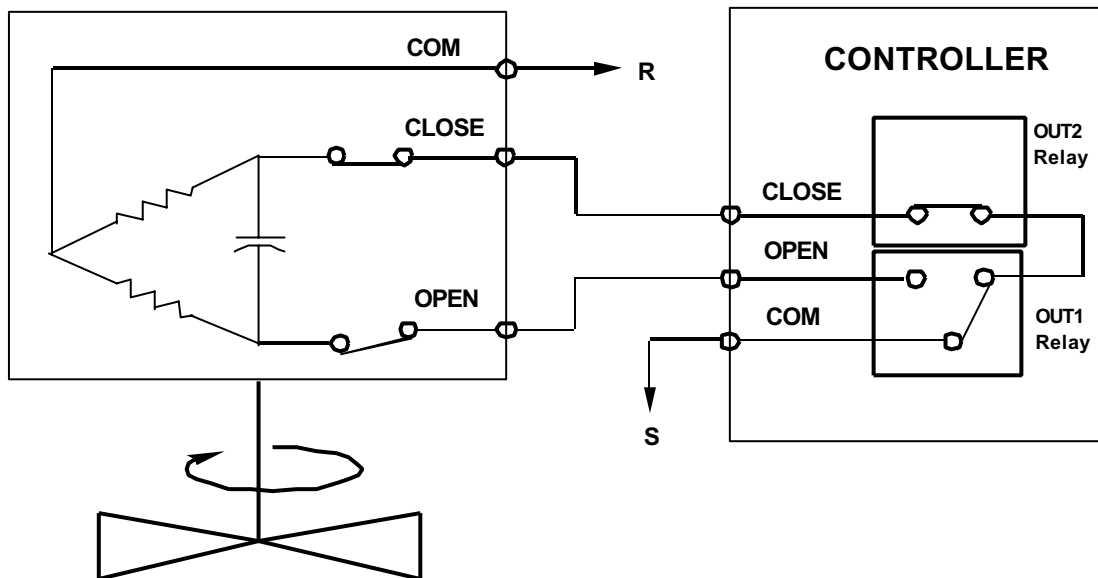 COM
R
CLOSE
OPEN
CONTROLLER
OUT2
Relay
CLOSE
OPEN
COM
OUT1
Relay
S